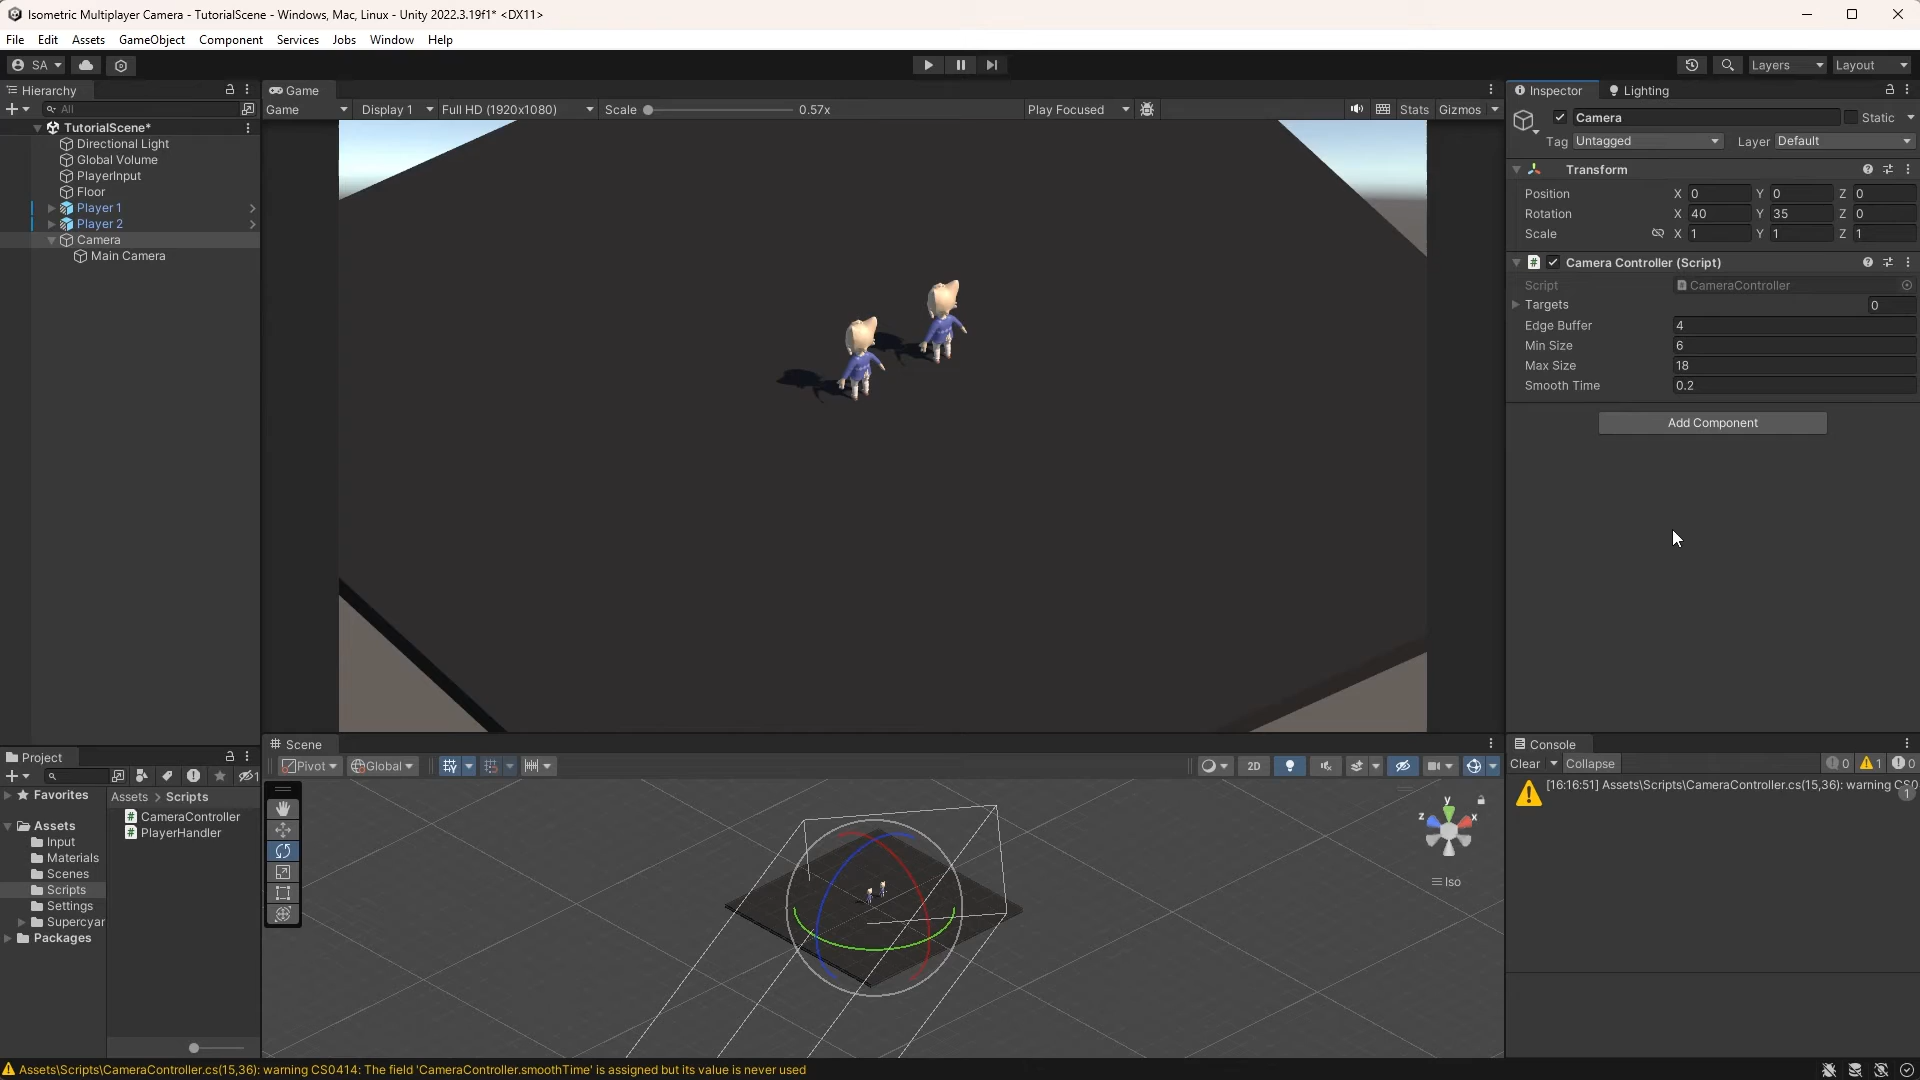 Isometric Multiplayer Camera - TutorialScene - Windows, Mac, Linux - Unity 2022.3.19f1* <DX11>
File Edit Assets GameObject Component Services Jobs Window Help
SA
Layers Layout
Hierarchy
All
TutorialScene*
Directional Light
Global Volume
PlayerInput
Floor
Player 1
Player 2
Camera
Main Camera
Game
Game Display 1 Full HD (1920x1080) Scale 0.57x Play Focused Stats Gizmos
Inspector Lighting
Camera Static
Tag Untagged Layer Default
Transform
Position X 0 Y 0 Z 0
Rotation X 40 Y 35 Z 0
Scale X 1 Y 1 Z 1
# Camera Controller (Script)
Script CameraController
Targets 0
Edge Buffer 4
Min Size 6
Max Size 18
Smooth Time 0.2
Add Component
Project
1
Favorites
Assets
Input
Materials
Scenes
Scripts
Settings
Supercyar
Packages
Assets > Scripts
# CameraController
# PlayerHandler
Scene
Pivot Global 2D
y
z x
Iso
Console
Clear Collapse 0 1 0
[16:16:51] Assets\Scripts\CameraController.cs(15,36): warning CS0
1
Assets\Scripts\CameraController.cs(15,36): warning CS0414: The field 'CameraController.smoothTime' is assigned but its value is never used